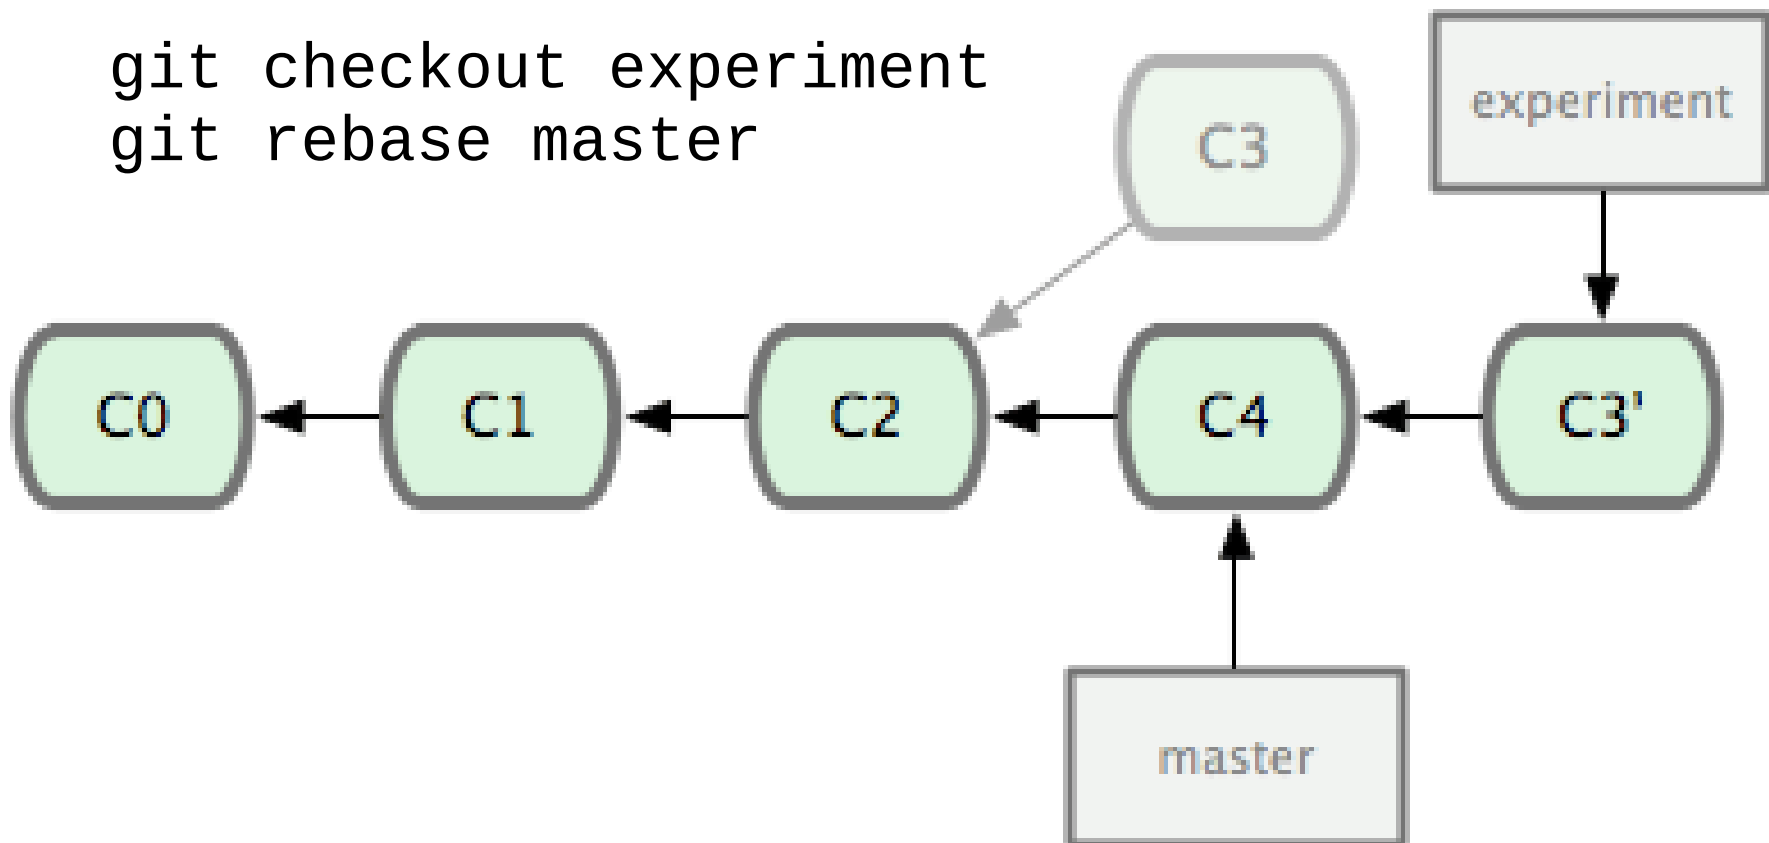 git checkout experiment
git rebase master
C3
experiment
C0
C1
C2
C4
C3'
master